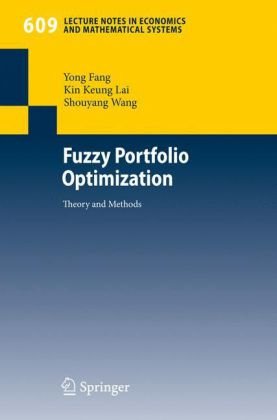 609
LECTURE NOTES IN ECONOMICS
AND MATHEMATICAL SYSTEMS
Yong Fang
Kin Keung Lai
Shouyang Wang
Fuzzy Portfolio
Optimization
Theory and Methods
Springer